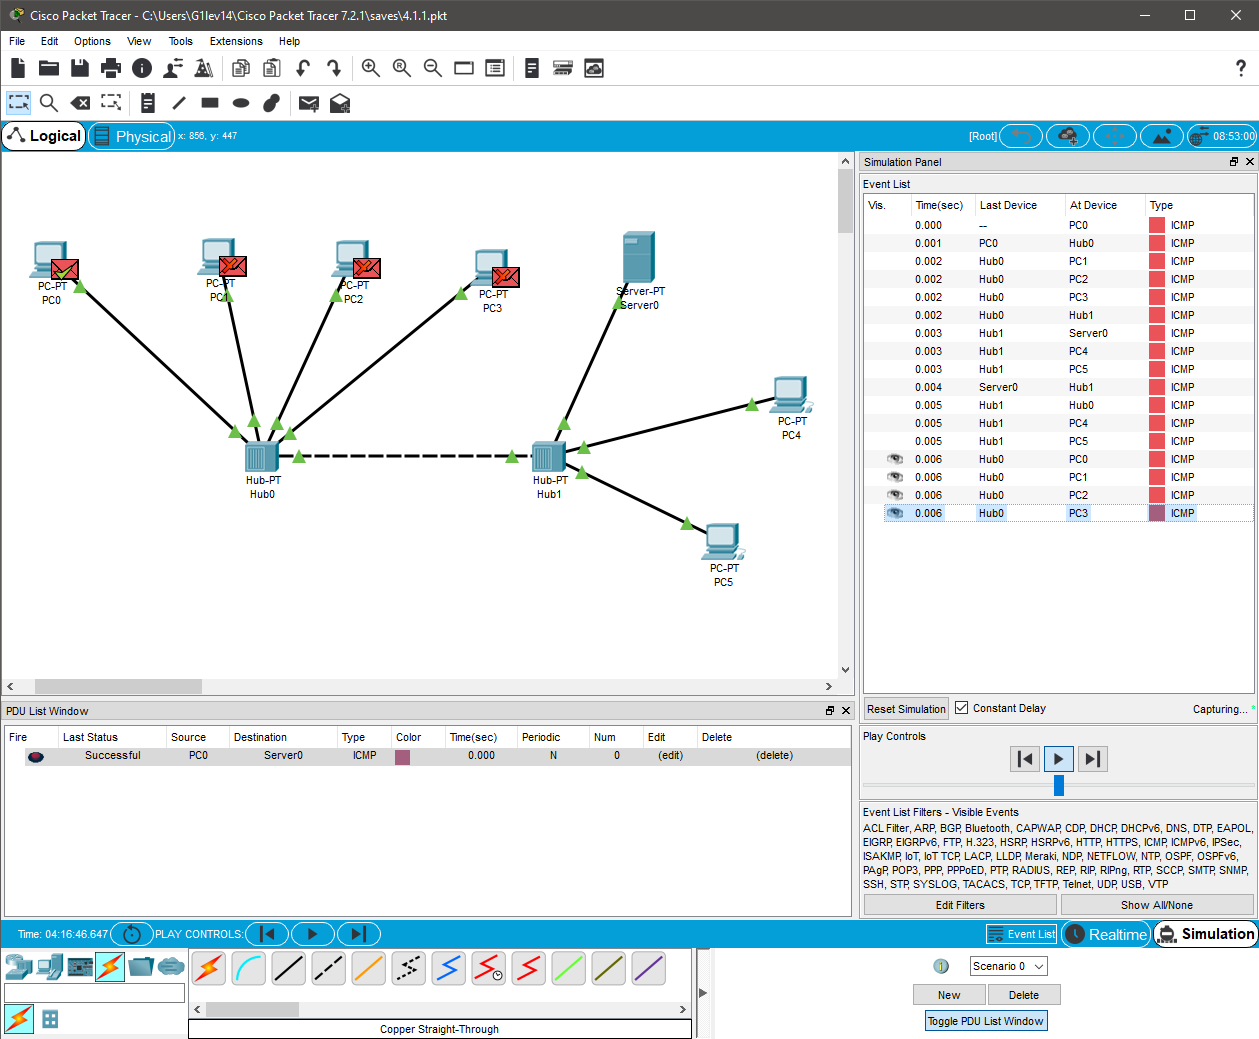 Cisco Packet Tracer - C:\Users\G1lev14\Cisco Packet Tracer 7.2.1\saves\4.1.1.pkt
File Edit Options View Tools Extensions Help
?
Logical Physical x: 856, y: 447 [Root] 08:53:00
PC-PT
PC0
PC-PT
PC1
PC-PT
PC2
PC-PT
PC3
Server-PT
Server0
PC-PT
PC4
Hub-PT
Hub0
Hub-PT
Hub1
PC-PT
PC5
Simulation Panel
Event List
Vis. Time(sec) Last Device At Device Type
0.000 -- PC0 ICMP
0.001 PC0 Hub0 ICMP
0.002 Hub0 PC1 ICMP
0.002 Hub0 PC2 ICMP
0.002 Hub0 PC3 ICMP
0.002 Hub0 Hub1 ICMP
0.003 Hub1 Server0 ICMP
0.003 Hub1 PC4 ICMP
0.003 Hub1 PC5 ICMP
0.004 Server0 Hub1 ICMP
0.005 Hub1 Hub0 ICMP
0.005 Hub1 PC4 ICMP
0.005 Hub1 PC5 ICMP
0.006 Hub0 PC0 ICMP
0.006 Hub0 PC1 ICMP
0.006 Hub0 PC2 ICMP
0.006 Hub0 PC3 ICMP
Reset Simulation Constant Delay Capturing... *
Play Controls
Event List Filters - Visible Events
ACL Filter, ARP, BGP, Bluetooth, CAPWAP, CDP, DHCP, DHCPv6, DNS, DTP, EAPOL,
EIGRP, EIGRPv6, FTP, H.323, HSRP, HSRPv6, HTTP, HTTPS, ICMP, ICMPv6, IPSec,
ISAKMP, IoT, IoT TCP, LACP, LLDP, Meraki, NDP, NETFLOW, NTP, OSPF, OSPFv6,
PAgP, POP3, PPP, PPPoED, PTP, RADIUS, REP, RIP, RIPng, RTP, SCCP, SMTP, SNMP,
SSH, STP, SYSLOG, TACACS, TCP, TFTP, Telnet, UDP, USB, VTP
Edit Filters Show All/None
PDU List Window
Fire Last Status Source Destination Type Color Time(sec) Periodic Num Edit Delete
Successful PC0 Server0 ICMP 0.000 N 0 (edit) (delete)
Time: 04:16:46.647 PLAY CONTROLS: Event List Realtime Simulation
Copper Straight-Through
1 Scenario 0
New Delete
Toggle PDU List Window